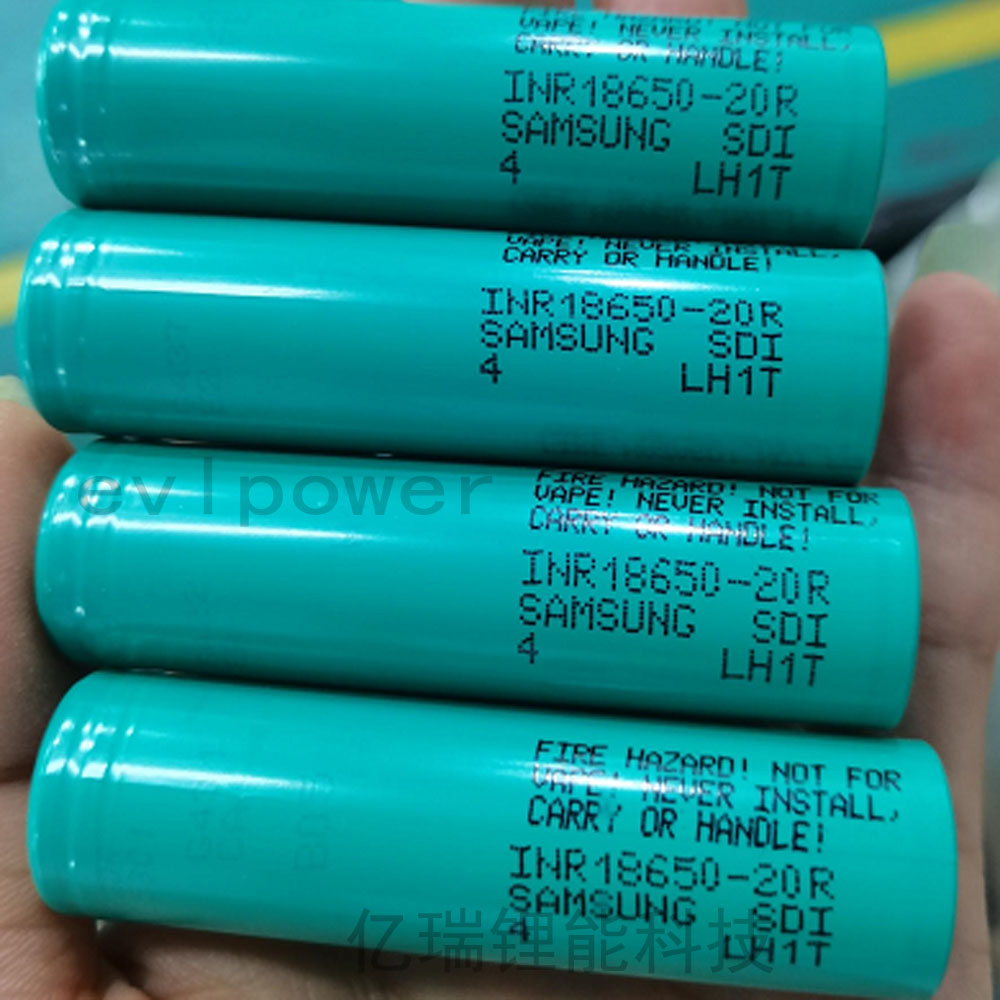 VAPE! NEVER INSTALL,
CARRY OR HANDLE!
INR18650-20R
SAMSUNG SDI
4 LH1T
VAPE! NEVER INSTALL,
CARRY OR HANDLE!
INR18650-20R
SAMSUNG SDI
4 LH1T
evlpower
FIRE HAZARD! NOT FOR
VAPE! NEVER INSTALL,
CARRY OR HANDLE!
INR18650-20R
SAMSUNG SDI
4 LH1T
FIRE HAZARD! NOT FOR
VAPE! NEVER INSTALL,
CARRY OR HANDLE!
INR18650-20R
SAMSUNG SDI
4 LH1T
亿瑞锂能科技